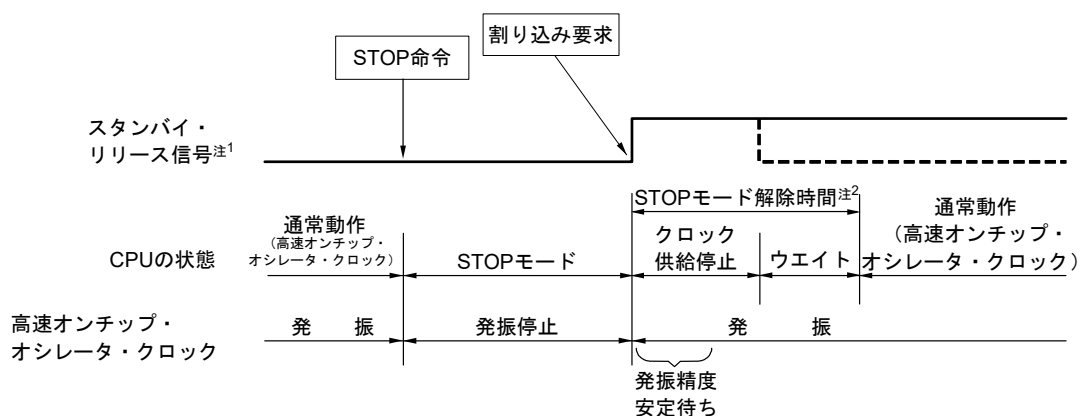 割り込み要求
STOP命令
スタンバイ・
リリース信号注1
STOPモード解除時間注2
通常動作
(高速オンチップ・
オシレータ・クロック)
クロック
供給停止
ウエイト
通常動作
(高速オンチップ・
オシレータ・クロック)
CPUの状態
STOPモード
高速オンチップ・
オシレータ・クロック
発 振
発振停止
発 振
発振精度
安定待ち